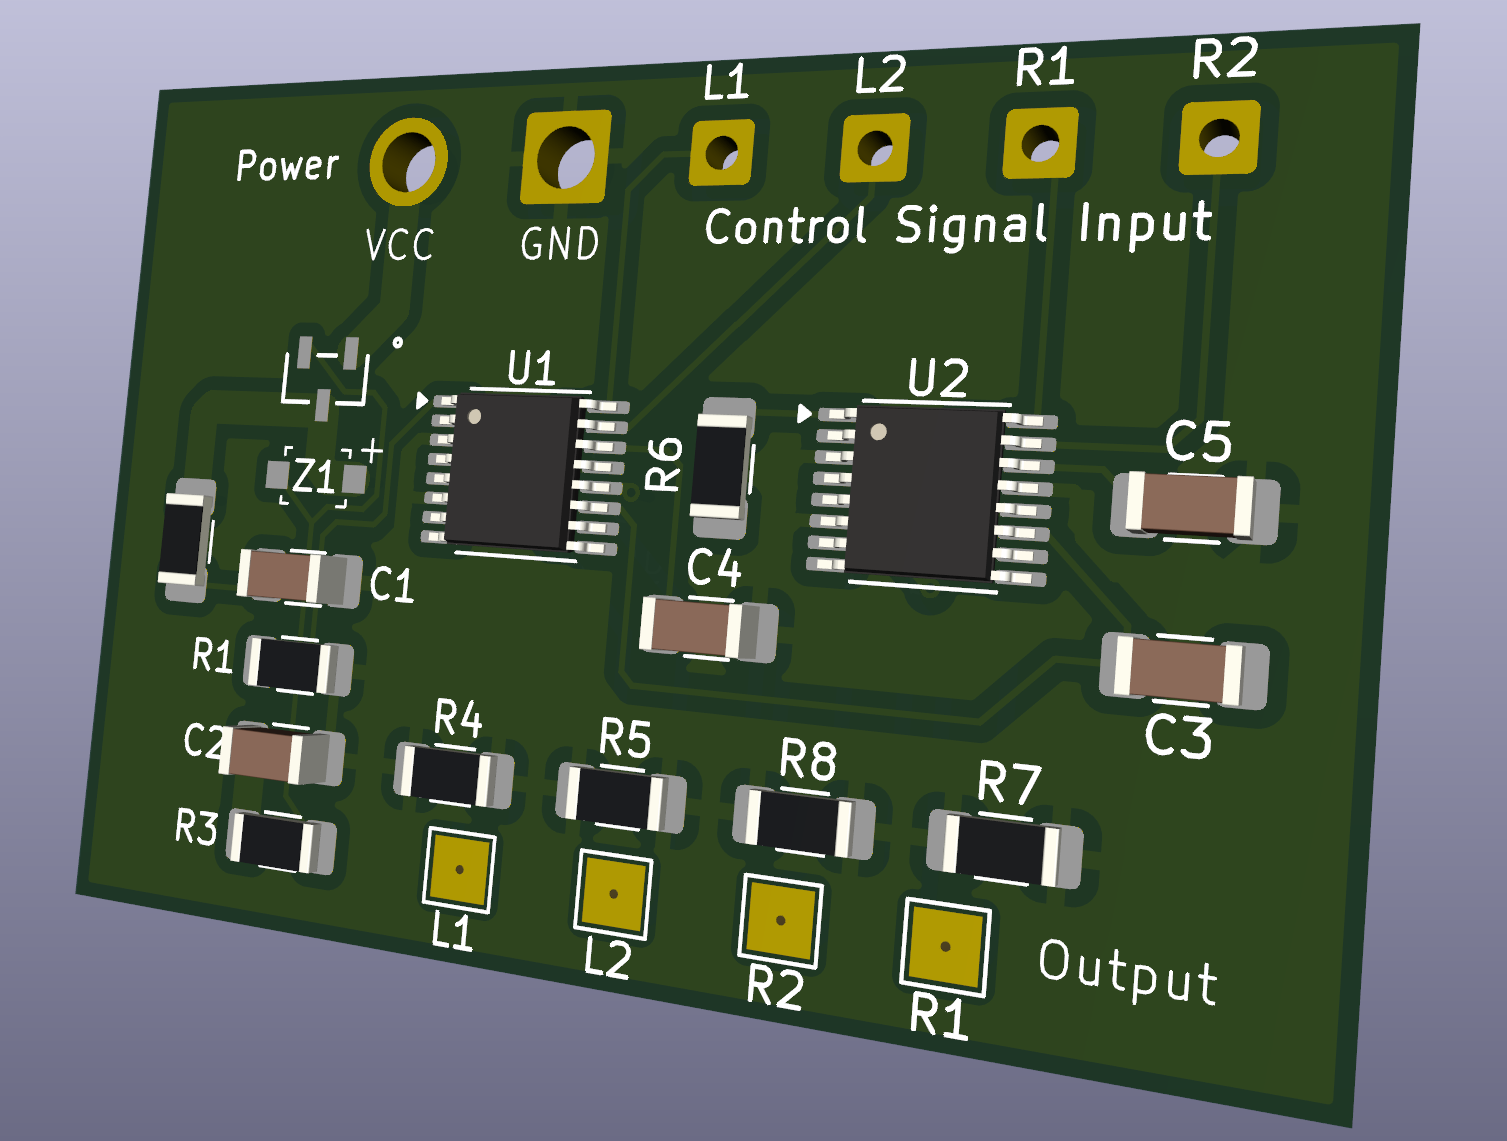 L1 L2 R1 R2
Power
VCC GND
Control Signal Input
U1 U2
+
Z1
R6
C5
C4
C1
R1
C3
R4
R5
C2
R8
R7
R3
L1
L2
R2
R1
Output